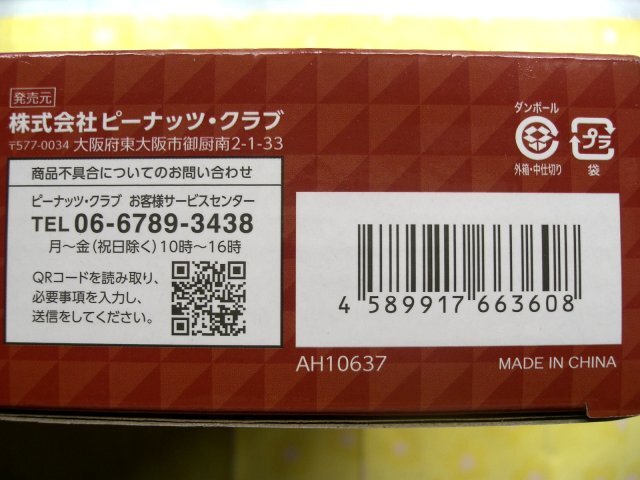 発売元
株式会社ピーナッツ・クラブ
〒577-0034 大阪府東大阪市御厨南2-1-33
商品不具合についてのお問い合わせ
ピーナッツ・クラブ お客様サービスセンター
TEL 06-6789-3438
月～金(祝日除く)10時～16時
QRコードを読み取り、
必要事項を入力し、
送信をしてください。
ダンボール
外箱・中仕切り
プラ
袋
4 589917 663608
AH10637
MADE IN CHINA